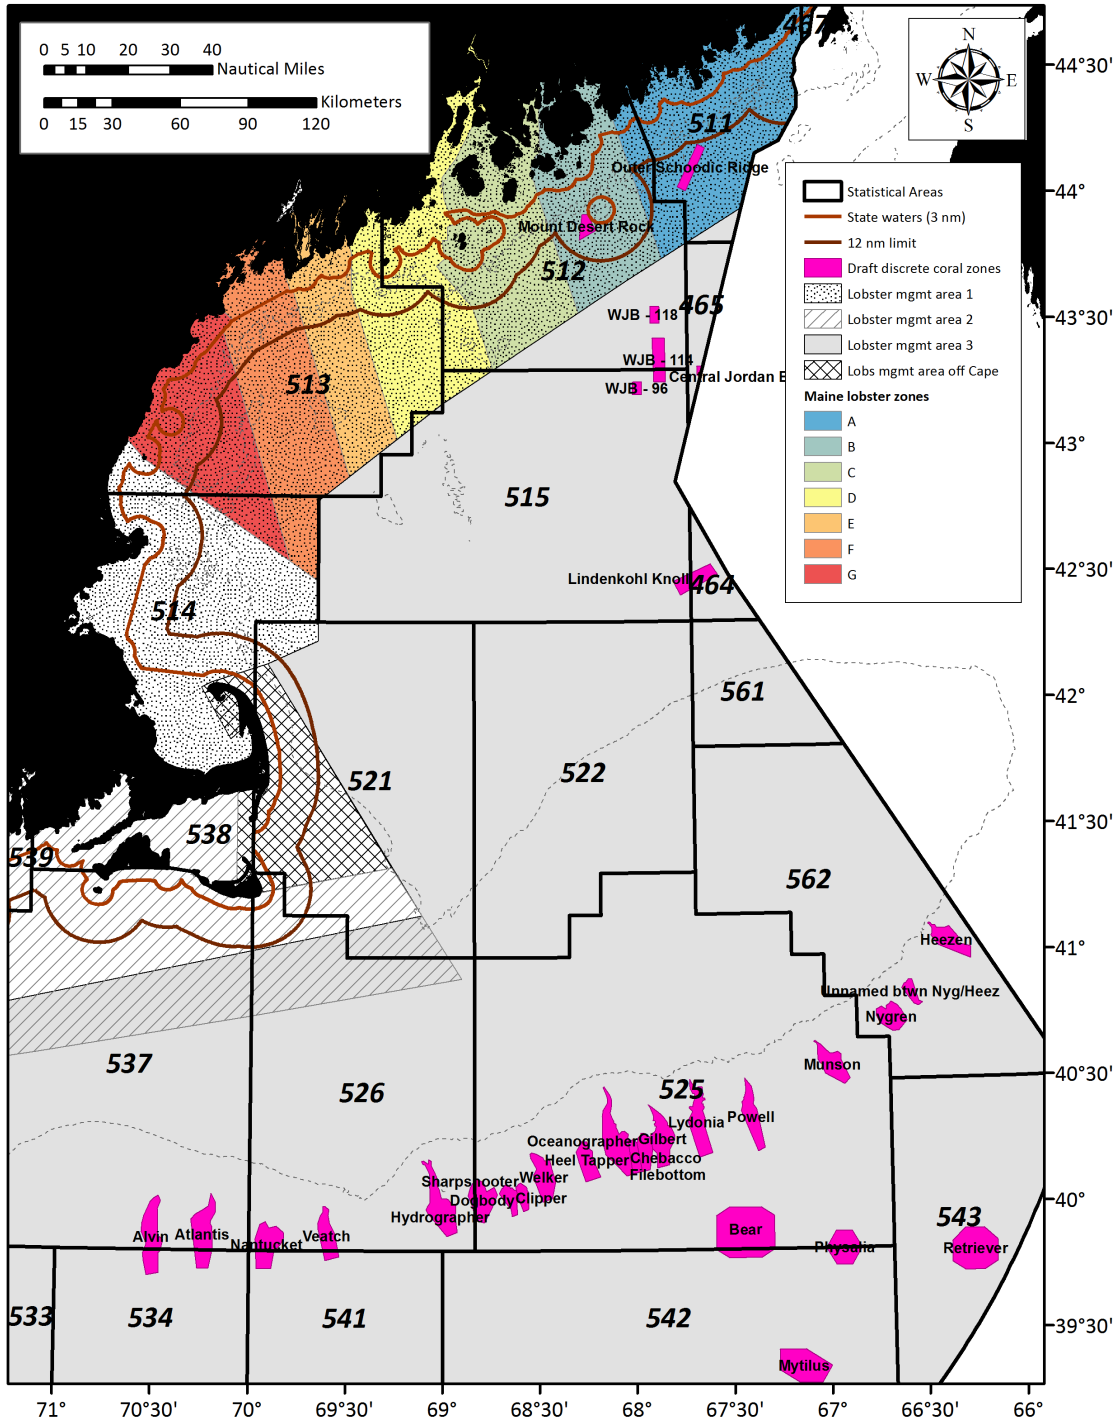 0 5 10 20 30 40
Nautical Miles
Kilometers
0 15 30 60 90 120
N
W E
S
467
44°30'
511
Outer Schoodic Ridge
44°
Mount Desert Rock
512
465
WJB - 118
43°30'
WJB - 114
Central Jordan B
WJB - 96
513
43°
515
Lindenkohl Knoll
464
42°30'
514
561
42°
521
522
538
41°30'
539
562
Heezen
41°
Unnamed btwn Nyg/Heez
Nygren
537
Munson
526
525
40°30'
Powell
Lydonia
Oceanographer
Gilbert
Heel Tapper
Chebacco
Filebottom
Sharpshooter
Welker
Dogbody
Clipper
40°
Hydrographer
Alvin
Atlantis
Nantucket
Veatch
Bear
Physalia
543
Retriever
533
534
541
542
39°30'
Mytilus
71° 70°30' 70° 69°30' 69° 68°30' 68° 67°30' 67° 66°30' 66°
Statistical Areas
State waters (3 nm)
12 nm limit
Draft discrete coral zones
Lobster mgmt area 1
Lobster mgmt area 2
Lobster mgmt area 3
Lobs mgmt area off Cape
Maine lobster zones
A
B
C
D
E
F
G